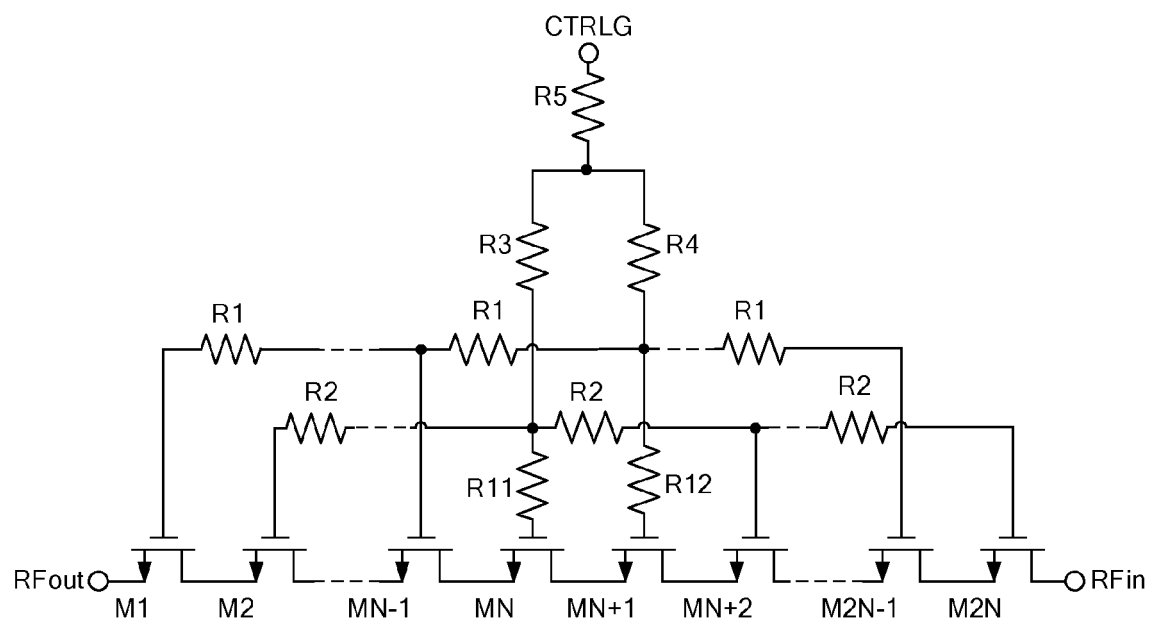 CTRLG
R5
R3
R4
R1
R1
R1
R2
R2
R2
R11
R12
RFout
RFin
M1
M2
MN-1
MN
MN+1
MN+2
M2N-1
M2N